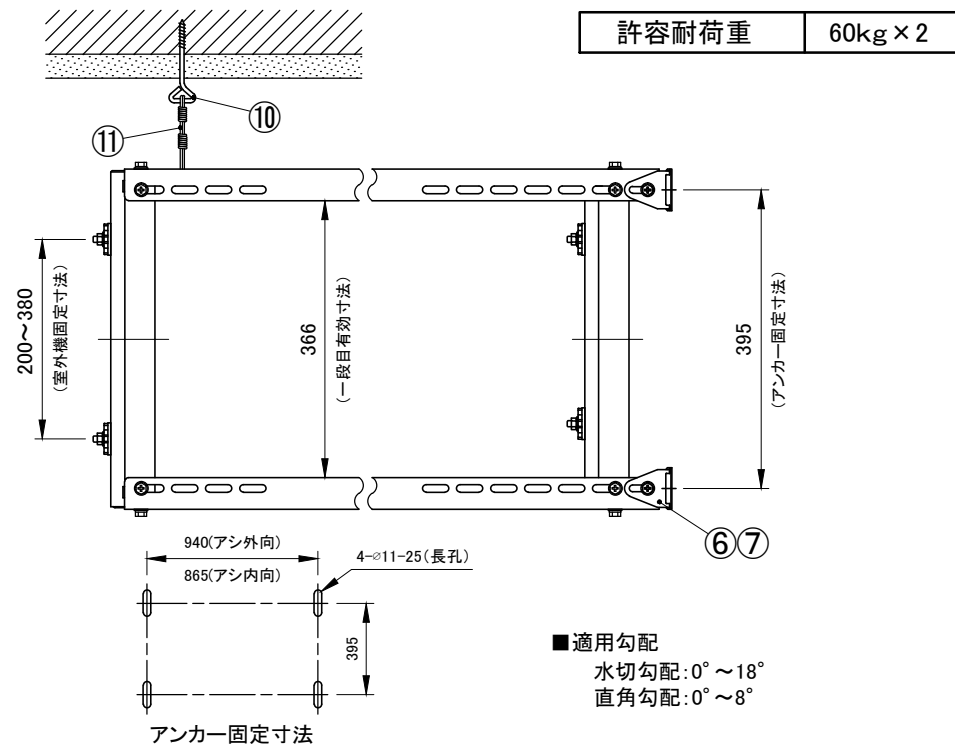 許容耐荷重 60kg×2
⑩
⑪
200～380
(室外機固定寸法)
366
(一段目有効寸法)
395
(アンカー固定寸法)
⑥⑦
940(アシ外向)
865(アシ内向)
4-⌀11-25(長孔)
395
アンカー固定寸法
■適用勾配
水切勾配:0°～18°
直角勾配:0°～8°